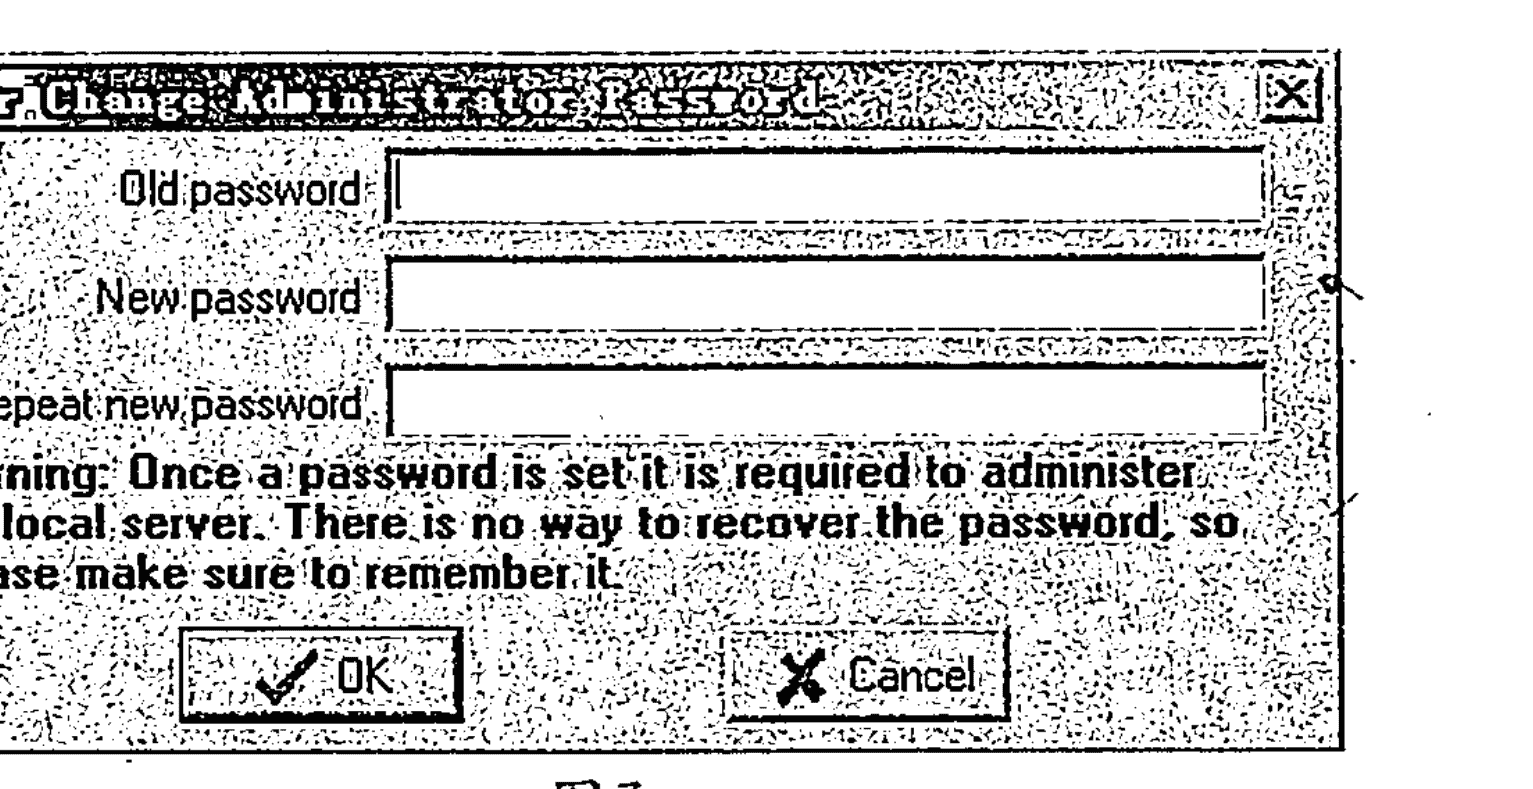 Change Administrator Password
Old password
New password
epeat new password
rning: Once a password is set it is required to administer
local server. There is no way to recover the password, so
ase make sure to remember it.
OK
Cancel